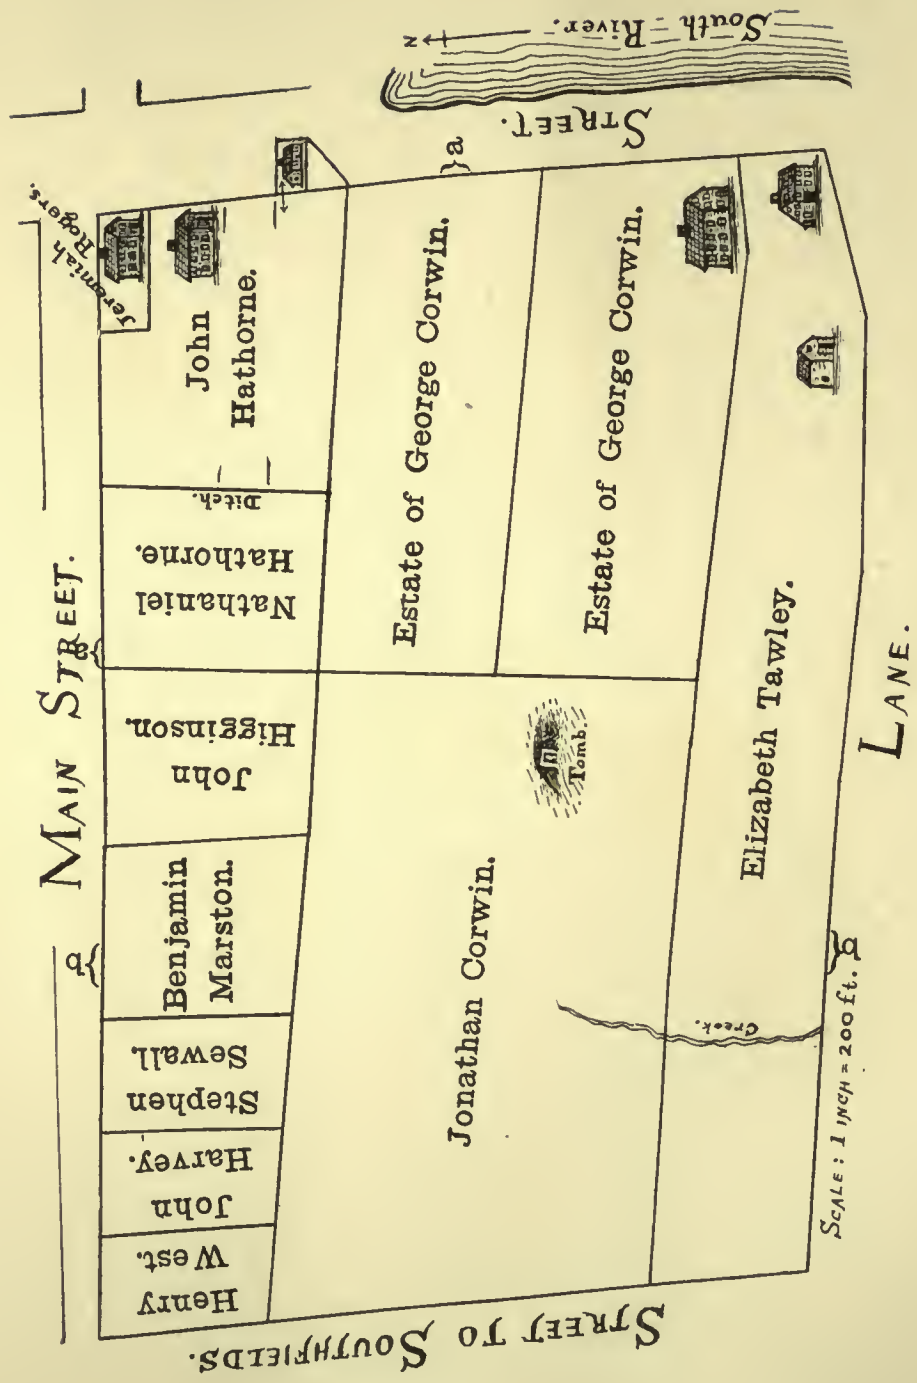 South River.
N
STREET.
a
Jeremiah
Rogers.
John
Hathorne.
Estate of George Corwin.
Estate of George Corwin.
MAIN STREET.
a
Ditch.
Nathaniel
Hathorne.
John
Higginson.
Tomb.
Elizabeth Tawley.
LANE.
b
Benjamin
Marston.
Jonathan Corwin.
Stephen
Sewall.
Creek.
b
John
Harvey.
Henry
West.
SCALE: 1 INCH = 200 ft.
STREET TO SOUTHFIELDS.